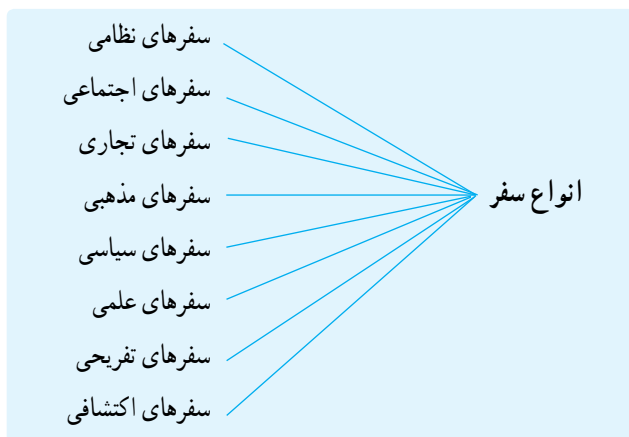 انواع سفر
سفرهای نظامی
سفرهای اجتماعی
سفرهای تجاری
سفرهای مذهبی
سفرهای سیاسی
سفرهای علمی
سفرهای تفریحی
سفرهای اکتشافی